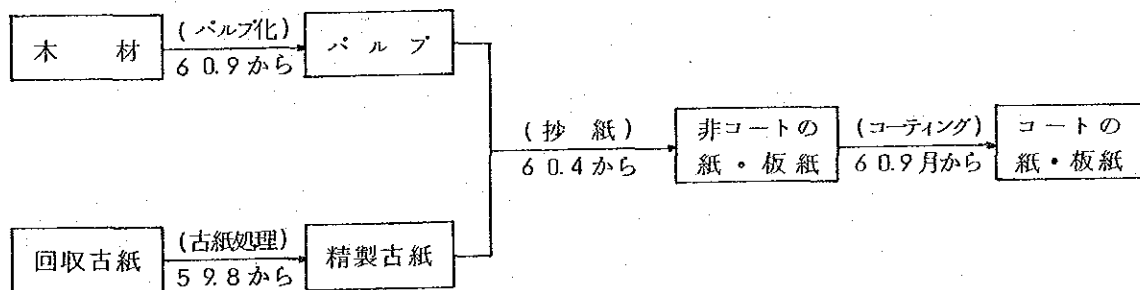 木材
(パルプ化)
60.9から
パルプ
(抄紙)
60.4から
非コートの
紙・板紙
(コーティング)
60.9月から
コートの
紙・板紙
回収古紙
(古紙処理)
59.8から
精製古紙